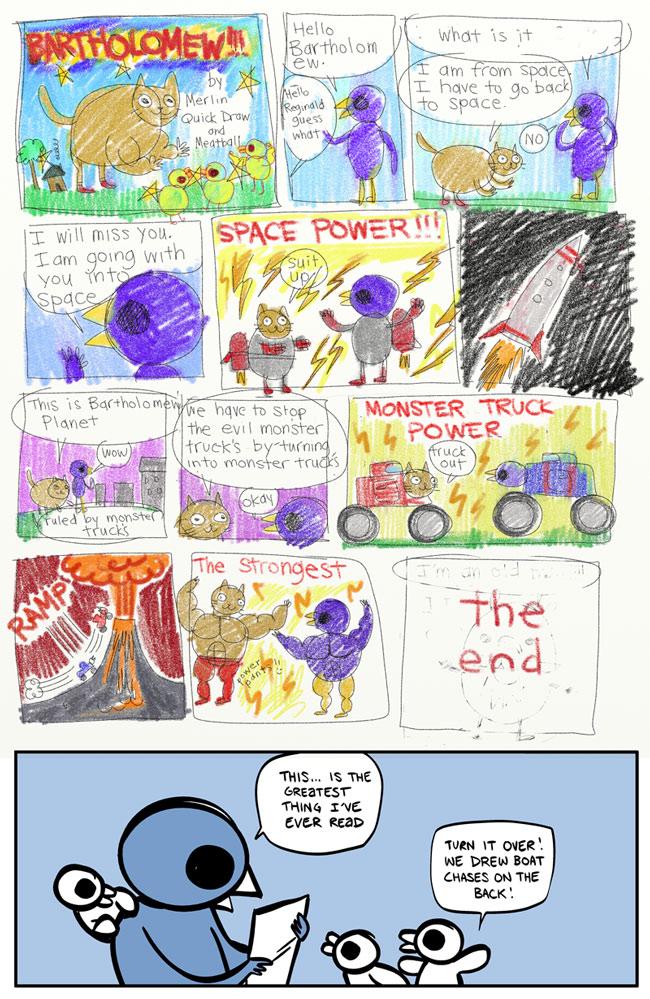 BARTHOLOMEW!!!
by
Merlin
Quick Draw
and
Meatball
Hello
Bartholom
ew.
Hello
Reginald
guess
what
what is it
I am from space.
I have to go back
to space.
NO
I will miss you.
I am going with
you into
space
SPACE POWER!!!
suit
up
This is Bartholomew
Planet
wow
ruled by monster
trucks
we have to stop
the evil monster
truck's by turning
into monster trucks
okay
MONSTER TRUCK
POWER
truck
out
RAMP!
The strongest
power
pants!!
I'm an old
The
end
THIS... IS THE
GREATEST
THING I'VE
EVER READ
TURN IT OVER!
WE DREW BOAT
CHASES ON THE
BACK!